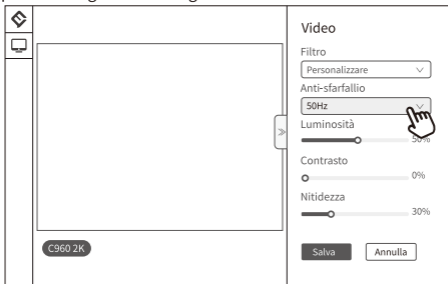 Video
Filtro
Personalizzare
Anti-sfarfallio
50Hz
Luminosità
50%
Contrasto
0%
Nitidezza
30%
C960 2K
Salva
Annulla